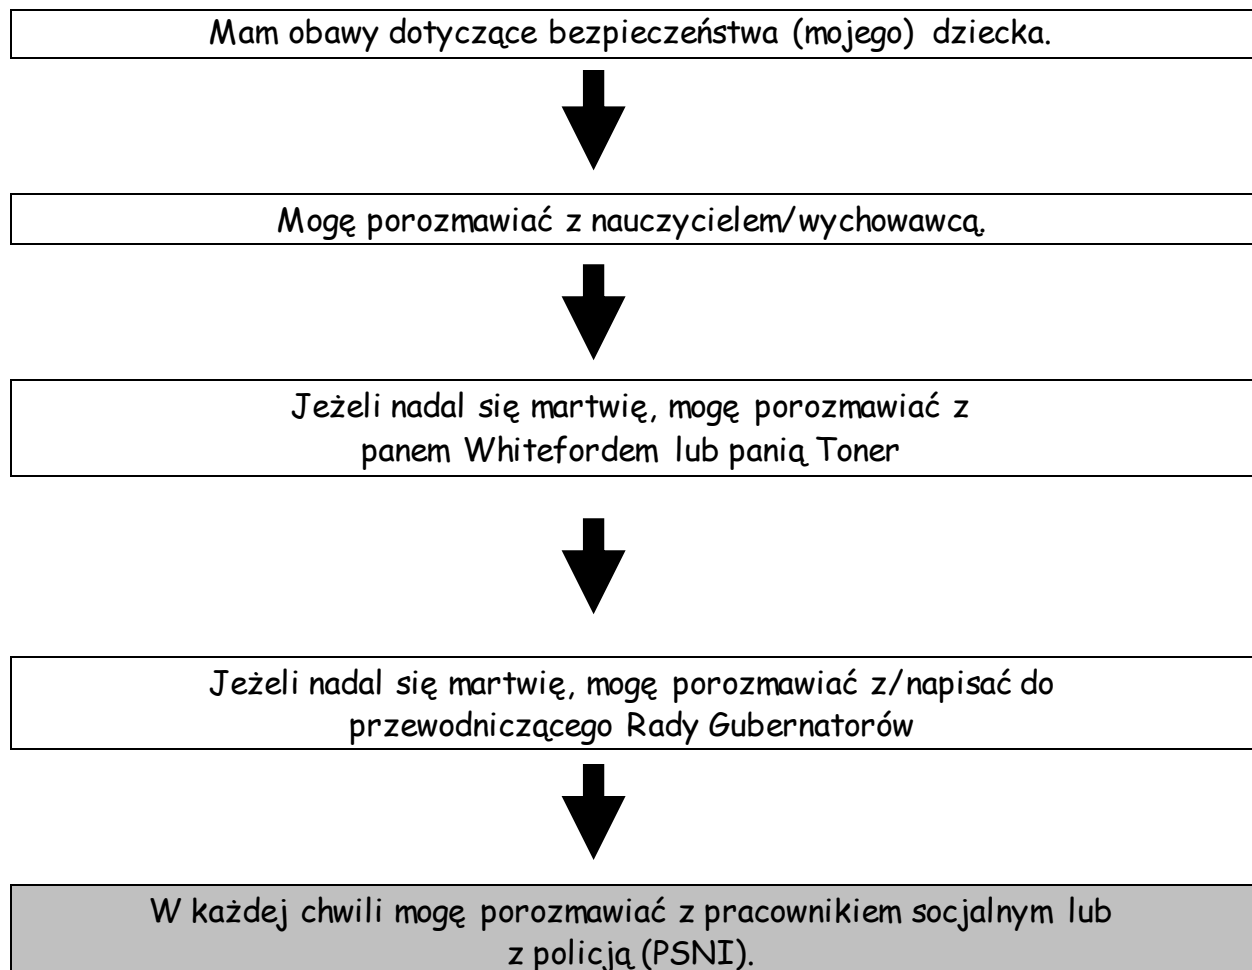 Mam obawy dotyczące bezpieczeństwa (mojego) dziecka.
Mogę porozmawiać z nauczycielem/wychowawcą.
Jeżeli nadal się martwię, mogę porozmawiać z
panem Whitefordem lub panią Toner
Jeżeli nadal się martwię, mogę porozmawiać z/napisać do
przewodniczącego Rady Gubernatorów
W każdej chwili mogę porozmawiać z pracownikiem socjalnym lub
z policją (PSNI).